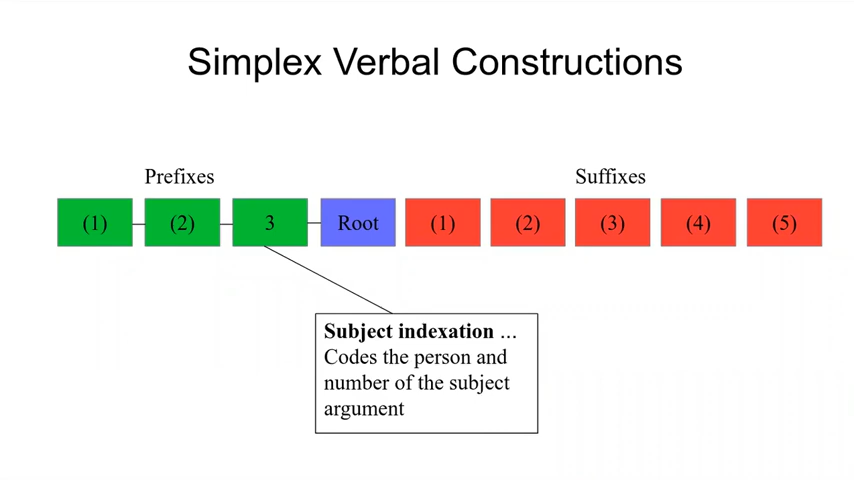 Simplex Verbal Constructions
Prefixes Suffixes
(1) (2) 3 Root (1) (2) (3) (4) (5)
Subject indexation ...
Codes the person and
number of the subject
argument